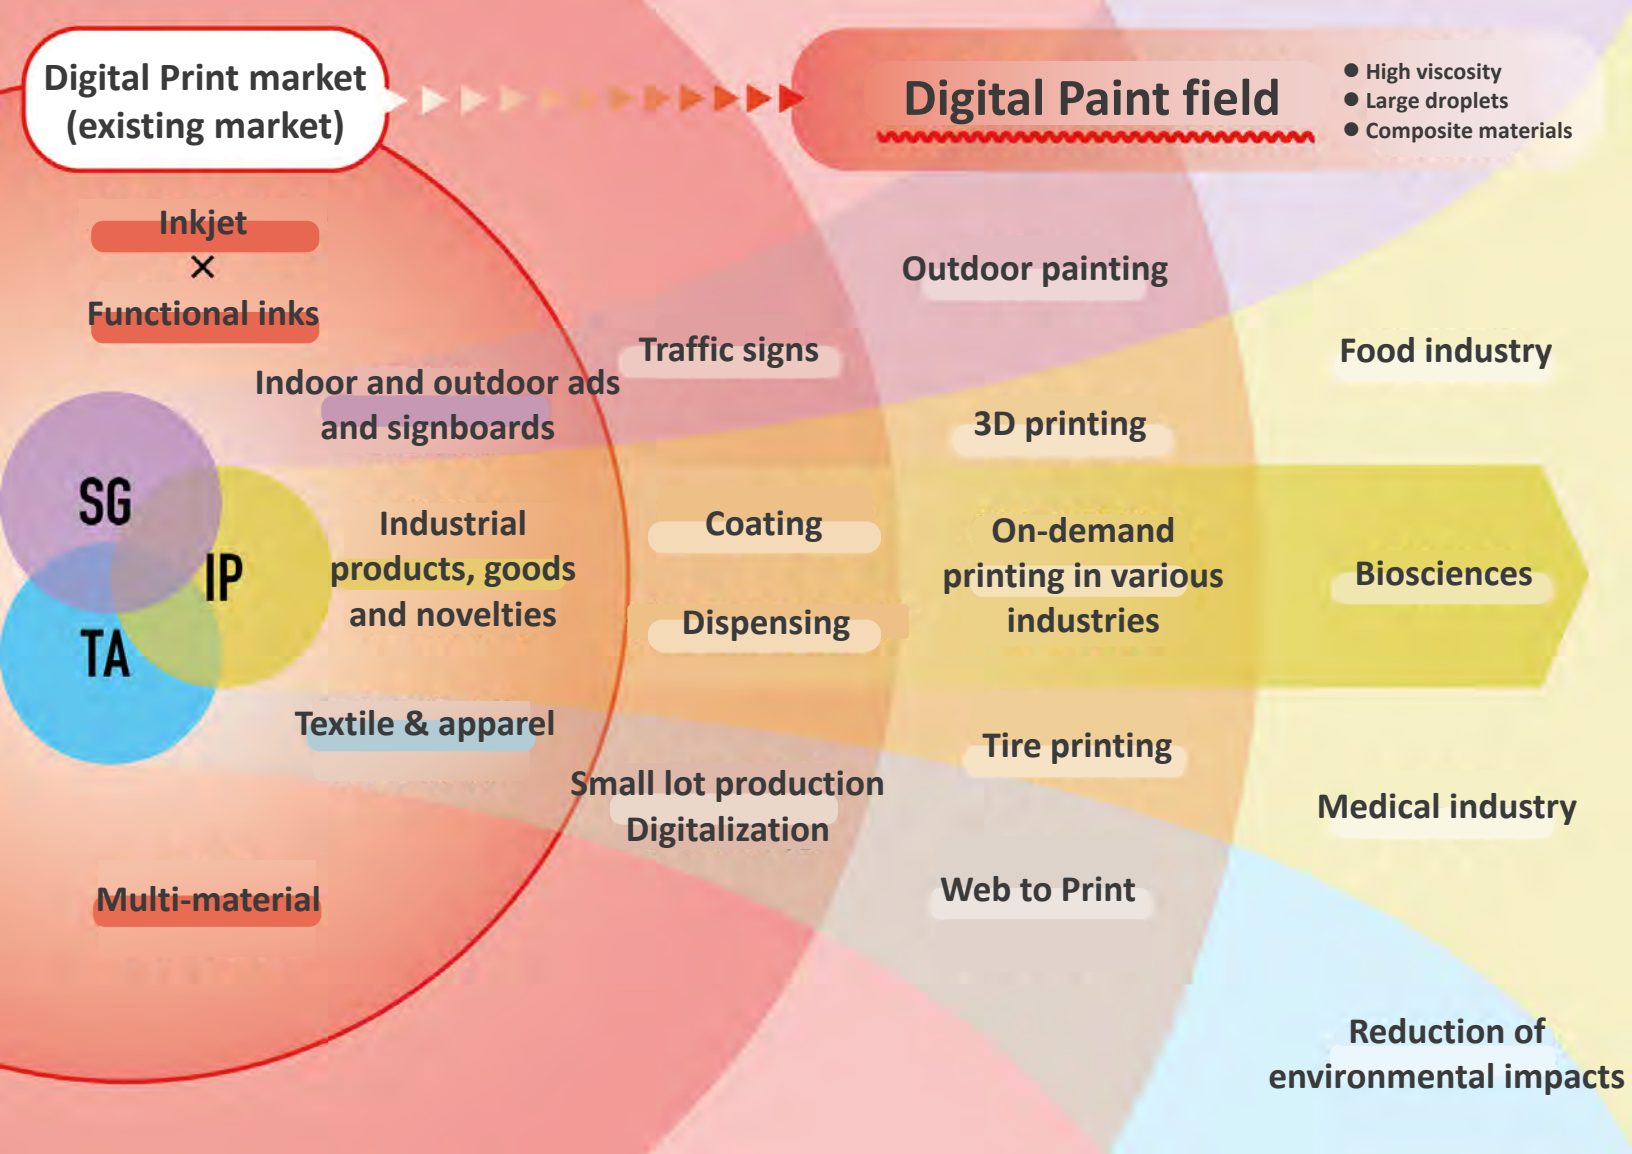 Digital Print market
(existing market)
Digital Paint field
● High viscosity
● Large droplets
● Composite materials
Inkjet
×
Functional inks
Indoor and outdoor ads
and signboards
SG
IP
TA
Industrial
products, goods
and novelties
Textile & apparel
Multi-material
Traffic signs
Coating
Dispensing
Small lot production
Digitalization
Outdoor painting
3D printing
On-demand
printing in various
industries
Tire printing
Web to Print
Food industry
Biosciences
Medical industry
Reduction of
environmental impacts